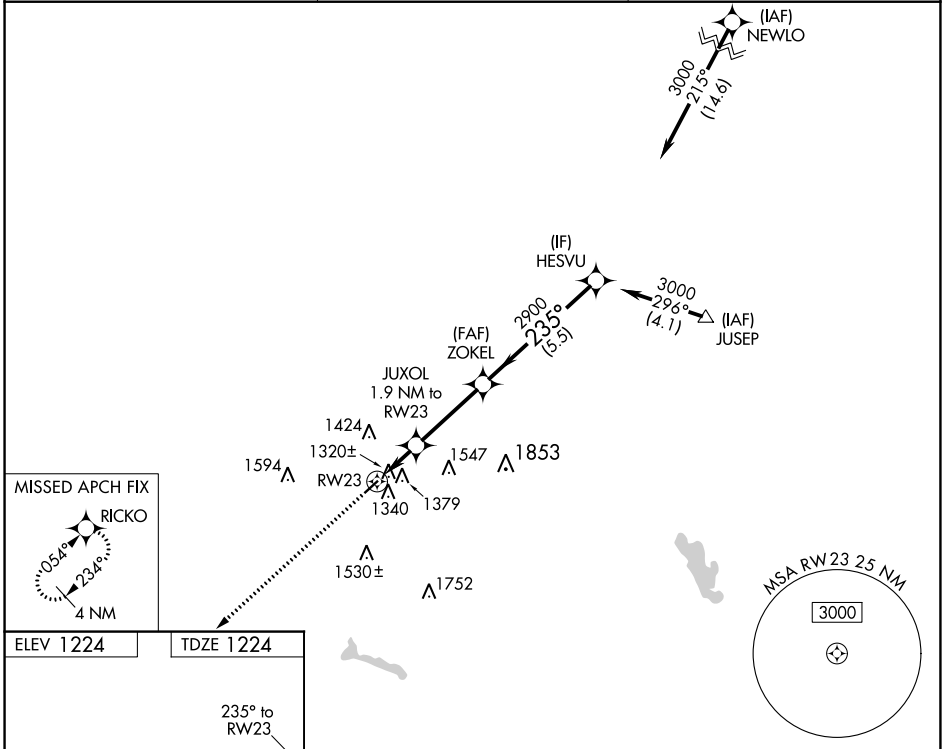 (IAF)
NEWLO
3000
215°
(14.6)
(IF)
HESVU
3000
296°
(4.1)
(IAF)
JUSEP
2900
235°
(5.5)
(FAF)
ZOKEL
JUXOL
1.9 NM to
RW23
1424
1320±
1594
RW23
1547
1853
1340
1379
1530±
1752
MISSED APCH FIX
RICKO
054°
234°
4 NM
MSA RW23 25 NM
3000
ELEV 1224
TDZE 1224
235° to
RW23